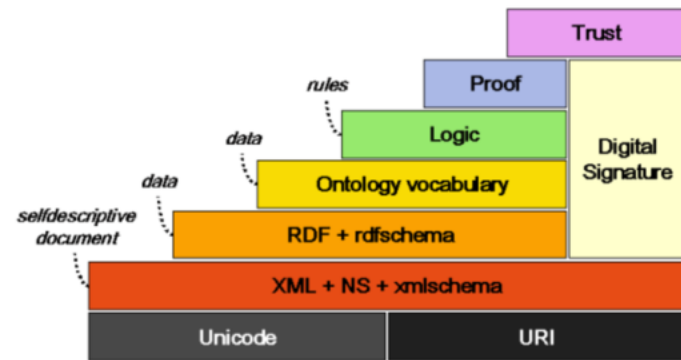 Trust
Proof
rules
Logic
Digital
Signature
data
Ontology vocabulary
data
RDF + rdfschema
selfdescriptive
document
XML + NS + xmlschema
Unicode
URI